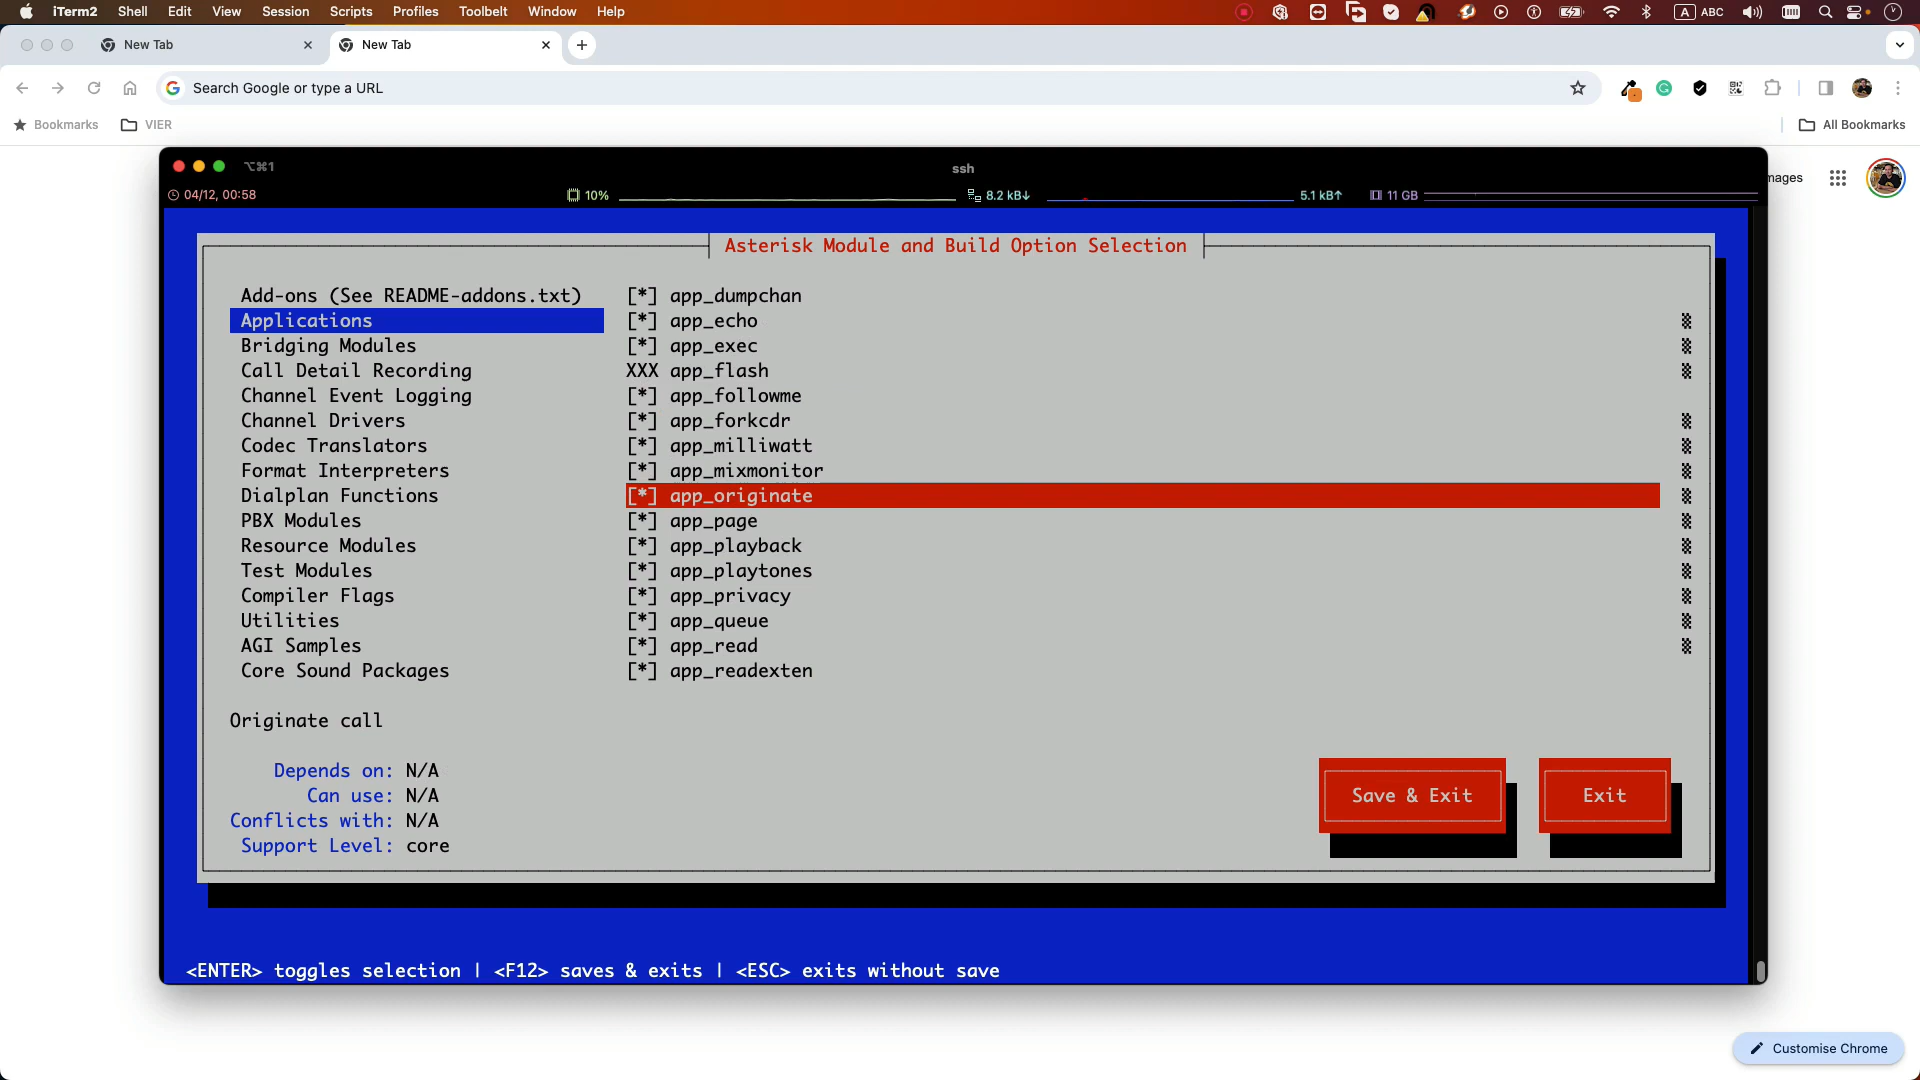 iTerm2 Shell Edit View Session Scripts Profiles Toolbelt Window Help A ABC
New Tab New Tab
Search Google or type a URL
Bookmarks VIER All Bookmarks
⌥⌘1 ssh mages
04/12, 00:58 10% 8.2 kB↓ 5.1 kB↑ 11 GB
Asterisk Module and Build Option Selection
Add-ons (See README-addons.txt) [*] app_dumpchan
Applications [*] app_echo
Bridging Modules [*] app_exec
Call Detail Recording XXX app_flash
Channel Event Logging [*] app_followme
Channel Drivers [*] app_forkcdr
Codec Translators [*] app_milliwatt
Format Interpreters [*] app_mixmonitor
Dialplan Functions [*] app_originate
PBX Modules [*] app_page
Resource Modules [*] app_playback
Test Modules [*] app_playtones
Compiler Flags [*] app_privacy
Utilities [*] app_queue
AGI Samples [*] app_read
Core Sound Packages [*] app_readexten
Originate call
Depends on: N/A
Can use: N/A
Conflicts with: N/A
Support Level: core
Save & Exit Exit
<ENTER> toggles selection | <F12> saves & exits | <ESC> exits without save
Customise Chrome